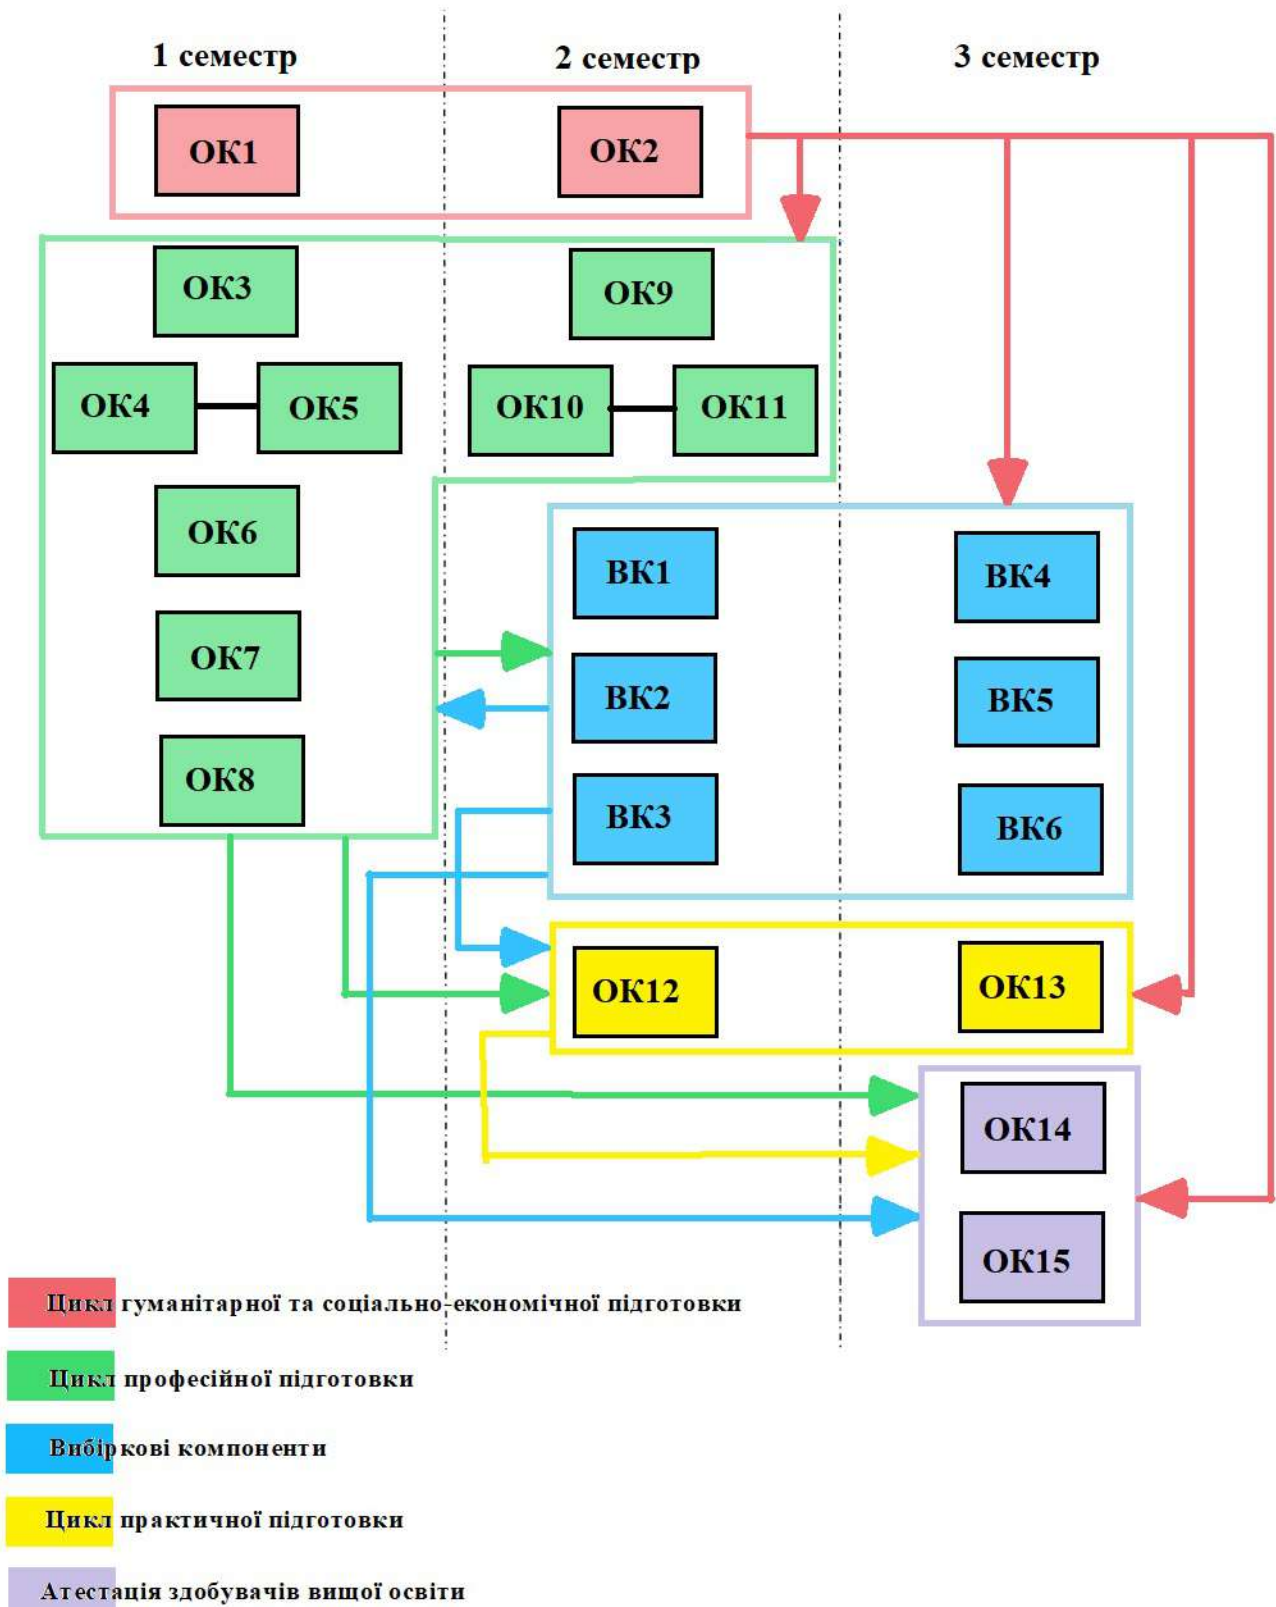 1 семестр 2 семестр 3 семестр
ОК1 ОК2
ОК3 ОК9
ОК4 ОК5 ОК10 ОК11
ОК6
ВК1 ВК4
ОК7
ВК2 ВК5
ОК8
ВК3 ВК6
ОК12 ОК13
ОК14
ОК15
Цикл гуманітарної та соціально-економічної підготовки
Цикл професійної підготовки
Вибіркові компоненти
Цикл практичної підготовки
Атестація здобувачів вищої освіти